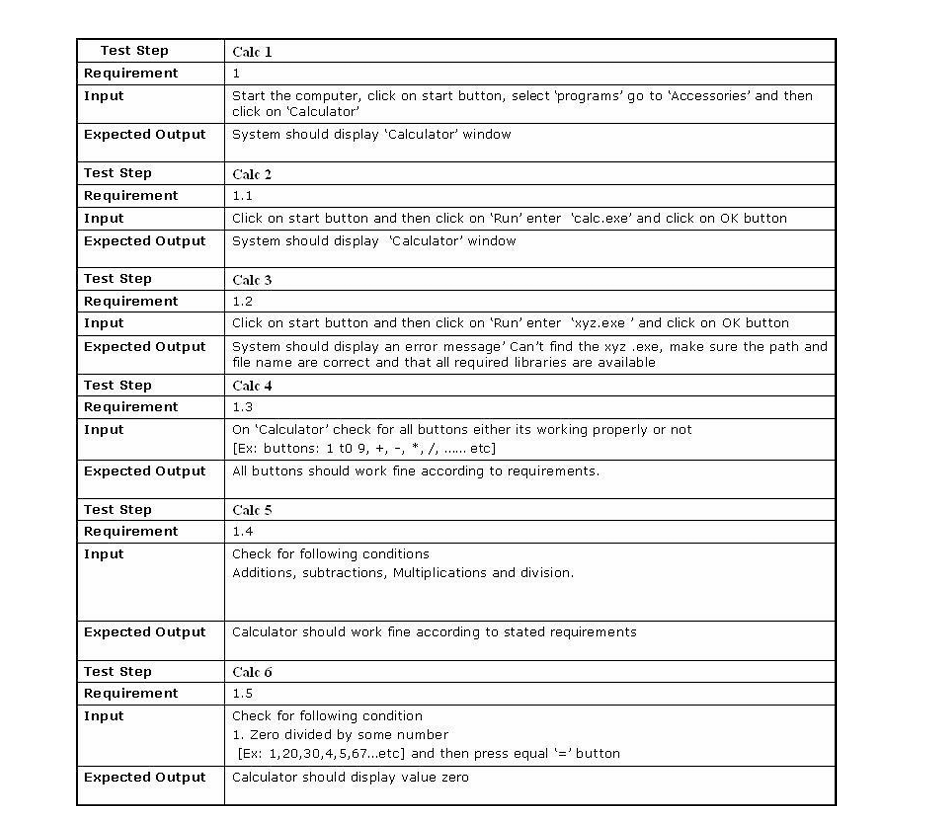 Test Step Calc 1
Requirement 1
Input Start the computer, click on start button, select ‘programs’ go to ‘Accessories’ and then
click on ‘Calculator’
Expected Output System should display ‘Calculator’ window
Test Step Calc 2
Requirement 1.1
Input Click on start button and then click on ‘Run’ enter ‘calc.exe’ and click on OK button
Expected Output System should display ‘Calculator’ window
Test Step Calc 3
Requirement 1.2
Input Click on start button and then click on ‘Run’ enter ‘xyz.exe ’ and click on OK button
Expected Output System should display an error message’ Can’t find the xyz .exe, make sure the path and
file name are correct and that all required libraries are available
Test Step Calc 4
Requirement 1.3
Input On ‘Calculator’ check for all buttons either its working properly or not
[Ex: buttons: 1 t0 9, +, -, *, /, ...... etc]
Expected Output All buttons should work fine according to requirements.
Test Step Calc 5
Requirement 1.4
Input Check for following conditions
Additions, subtractions, Multiplications and division.
Expected Output Calculator should work fine according to stated requirements
Test Step Calc 6
Requirement 1.5
Input Check for following condition
1. Zero divided by some number
[Ex: 1,20,30,4,5,67...etc] and then press equal ‘=’ button
Expected Output Calculator should display value zero